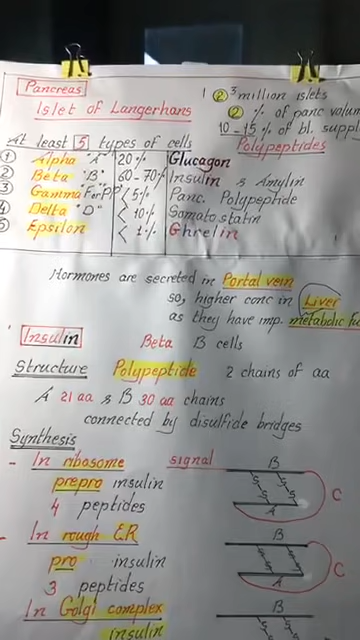 Pancreas
Islet of Langerhans
1 ② 3 million islets
② % of panc volum
10 - 15 % of bl. supp
At least 5 types of cells
Polypeptides
① Alpha "A" 20 % Glucagon
② Beta "B" 60 - 70 % Insulin & Amylin
3 Gamma F or PP < 5 % Panc. Polypeptide
4 Delta "D" < 10 % Somatostatin
5 Epsilon < 1 % Ghrelin
Hormones are secreted in Portal vein
so, higher conc in Liver
as they have imp. metabolic
Insulin Beta B cells
Structure Polypeptide 2 chains of aa
A 21 aa & B 30 aa chains
connected by disulfide bridges
Synthesis
- In ribosome signal B
prepro insulin
4 peptides A C
- In rough ER B
pro insulin
3 peptides A C
In Golgi complex B
insulin